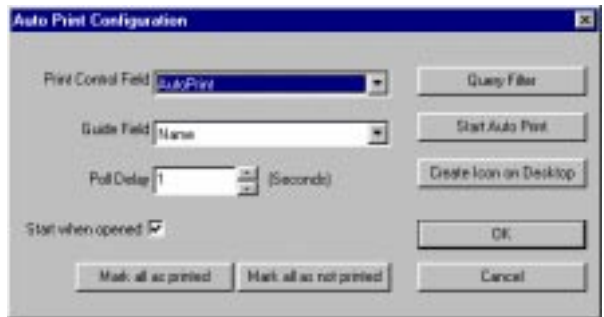 Auto Print Configuration
Print Control Field AutoPrint
Query Filter
Guide Field Name
Start Auto Print
Poll Delay 1 (Seconds)
Create Icon on Desktop
Start when opened
OK
Mark all as printed Mark all as not printed
Cancel